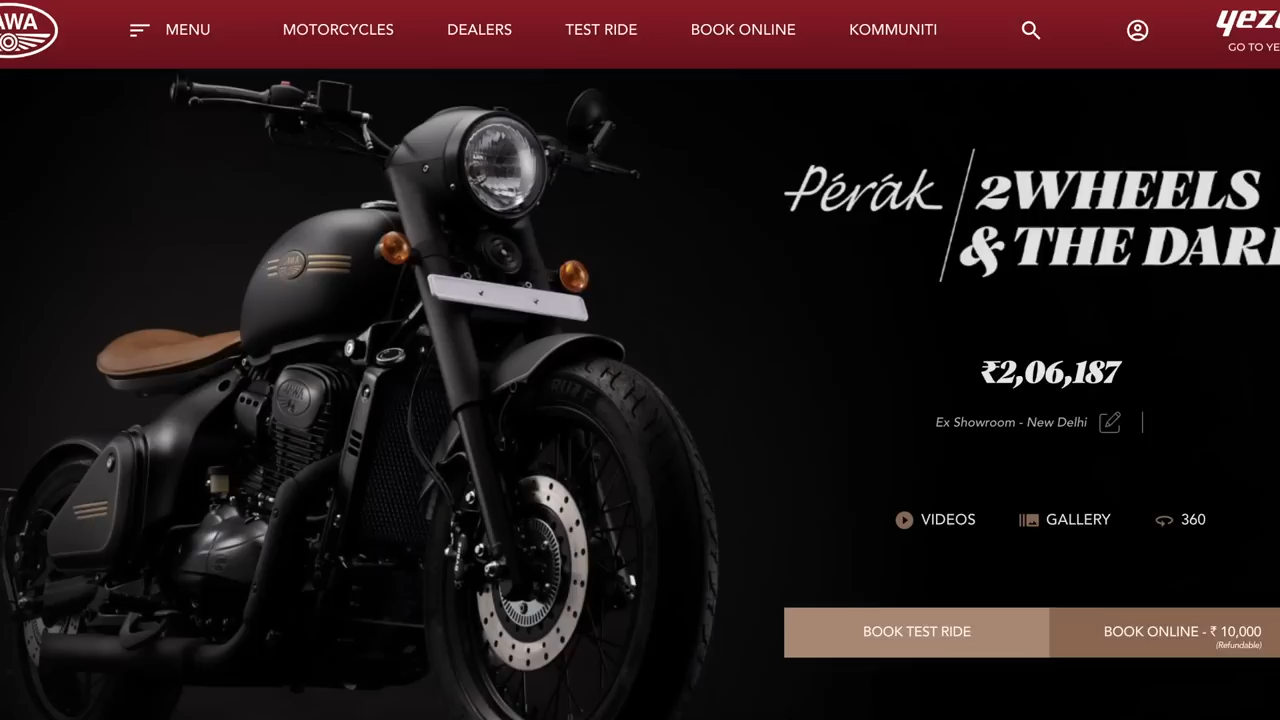 AWA
MENU
MOTORCYCLES
DEALERS
TEST RIDE
BOOK ONLINE
KOMMUNITI
yez
GO TO YE
Pérák
2WHEELS
& THE DAR
₹2,06,187
Ex Showroom - New Delhi
VIDEOS
GALLERY
360
BOOK TEST RIDE
BOOK ONLINE - ₹ 10,000
(Refundable)